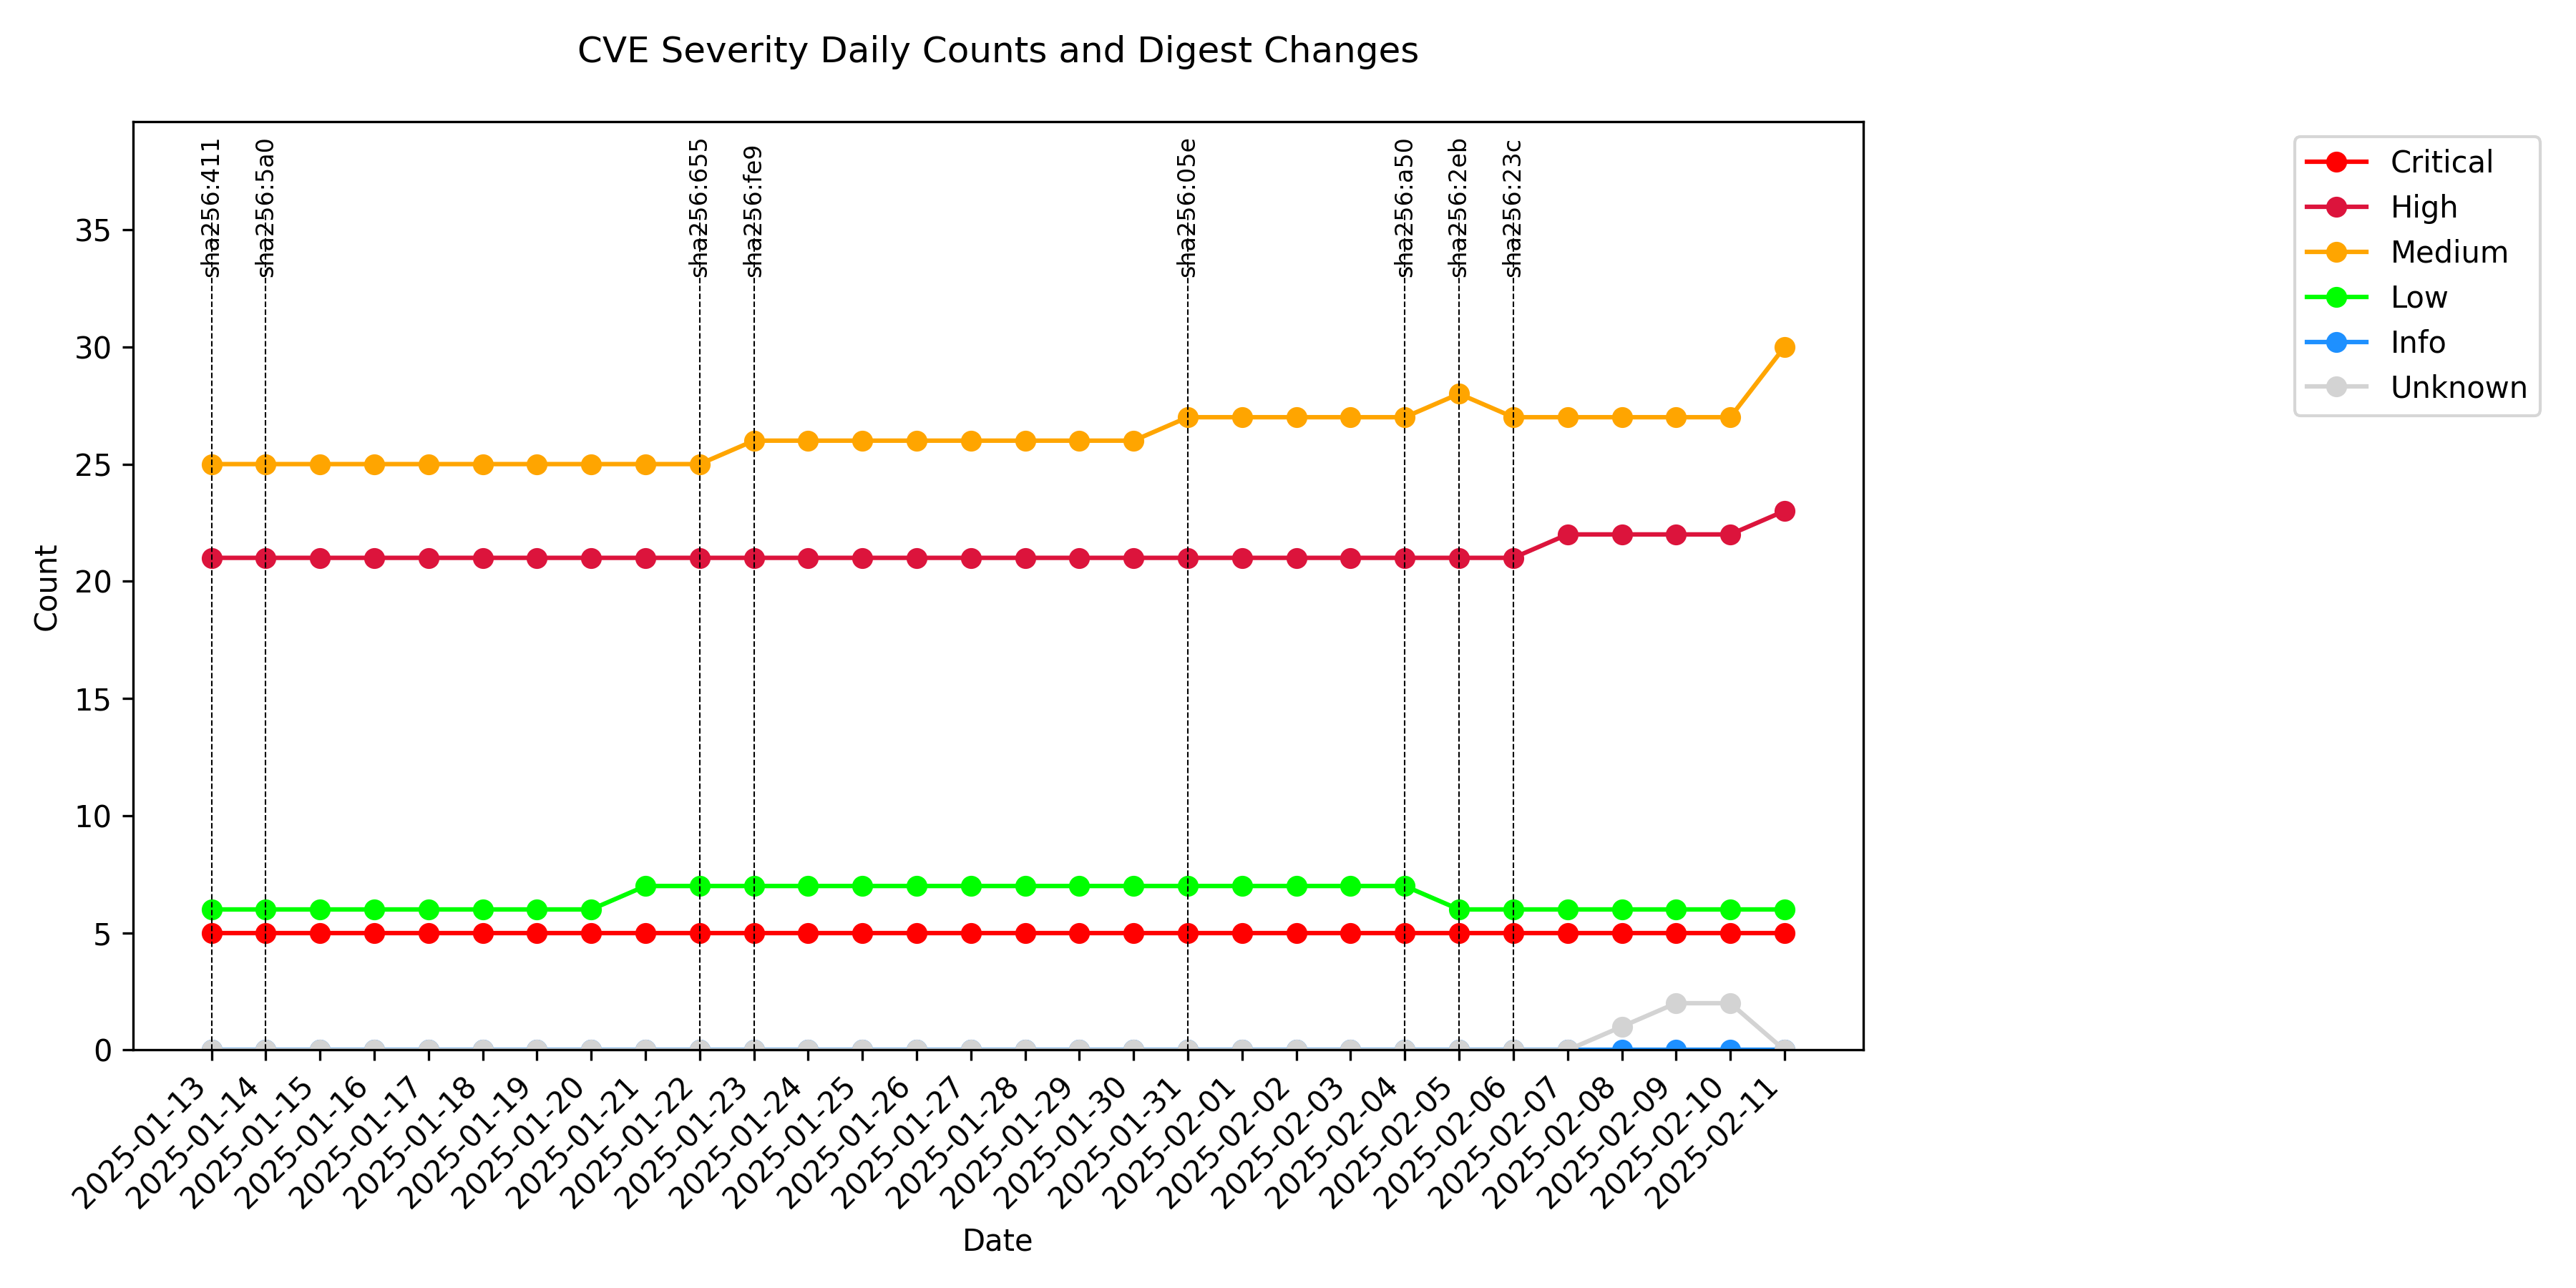 CVE Severity Daily Counts and Digest Changes
sha256:411
sha256:5a0
sha256:655
sha256:fe9
sha256:05e
sha256:a50
sha256:2eb
sha256:23c
Critical
High
Medium
Low
Info
Unknown
Count
35
30
25
20
15
10
5
0
2025-01-13
2025-01-14
2025-01-15
2025-01-16
2025-01-17
2025-01-18
2025-01-19
2025-01-20
2025-01-21
2025-01-22
2025-01-23
2025-01-24
2025-01-25
2025-01-26
2025-01-27
2025-01-28
2025-01-29
2025-01-30
2025-01-31
2025-02-01
2025-02-02
2025-02-03
2025-02-04
2025-02-05
2025-02-06
2025-02-07
2025-02-08
2025-02-09
2025-02-10
2025-02-11
Date